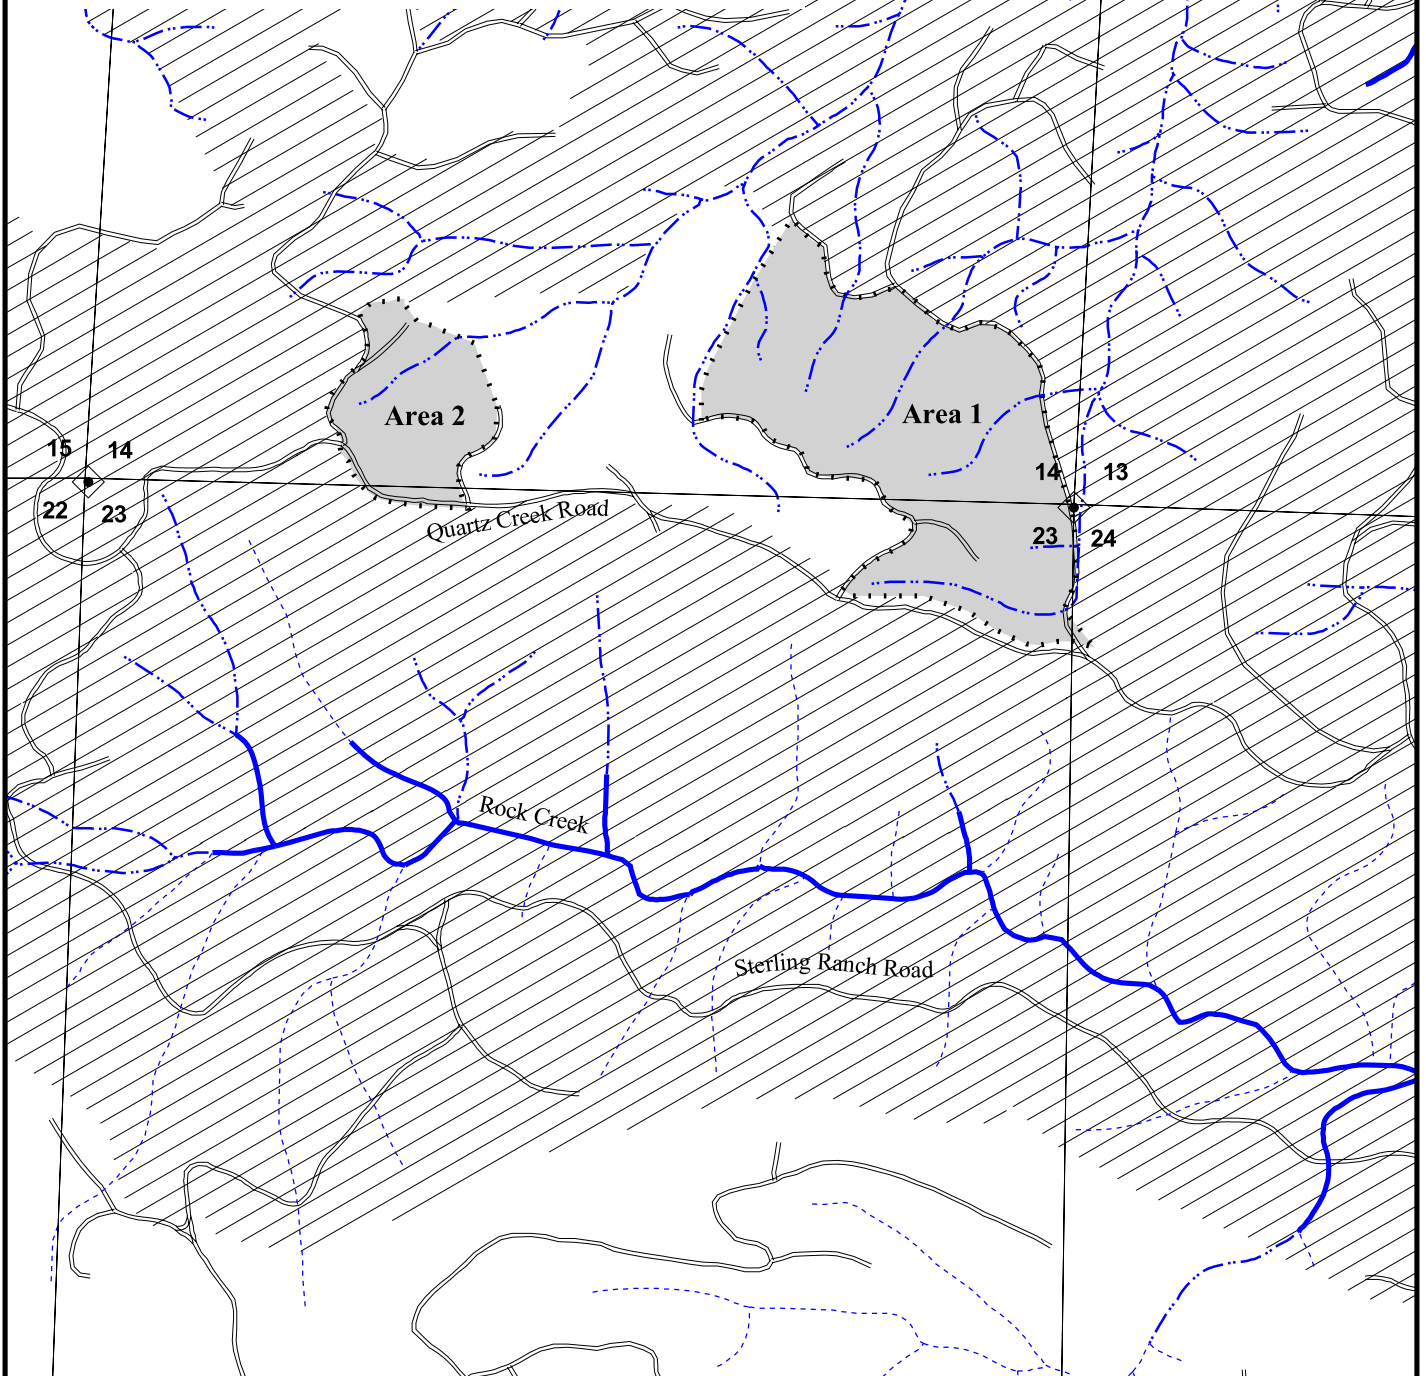 Area 2
Area 1
15 14
14 13
22 23
Quartz Creek Road
23 24
Rock Creek
Sterling Ranch Road